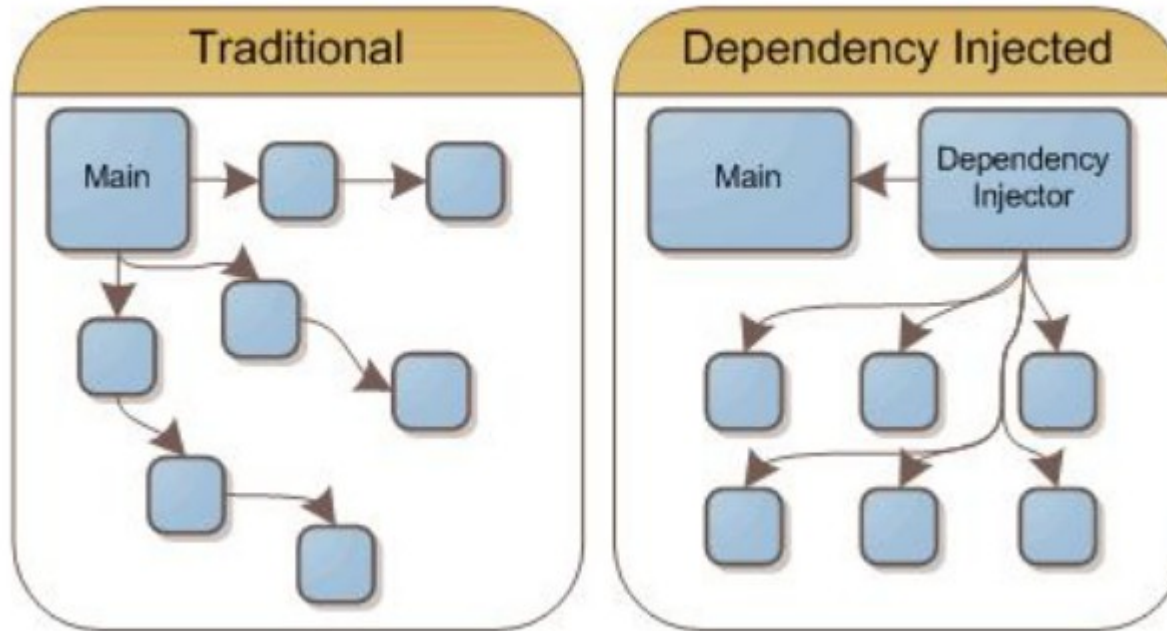 Traditional
Main
Dependency Injected
Main
Dependency
Injector